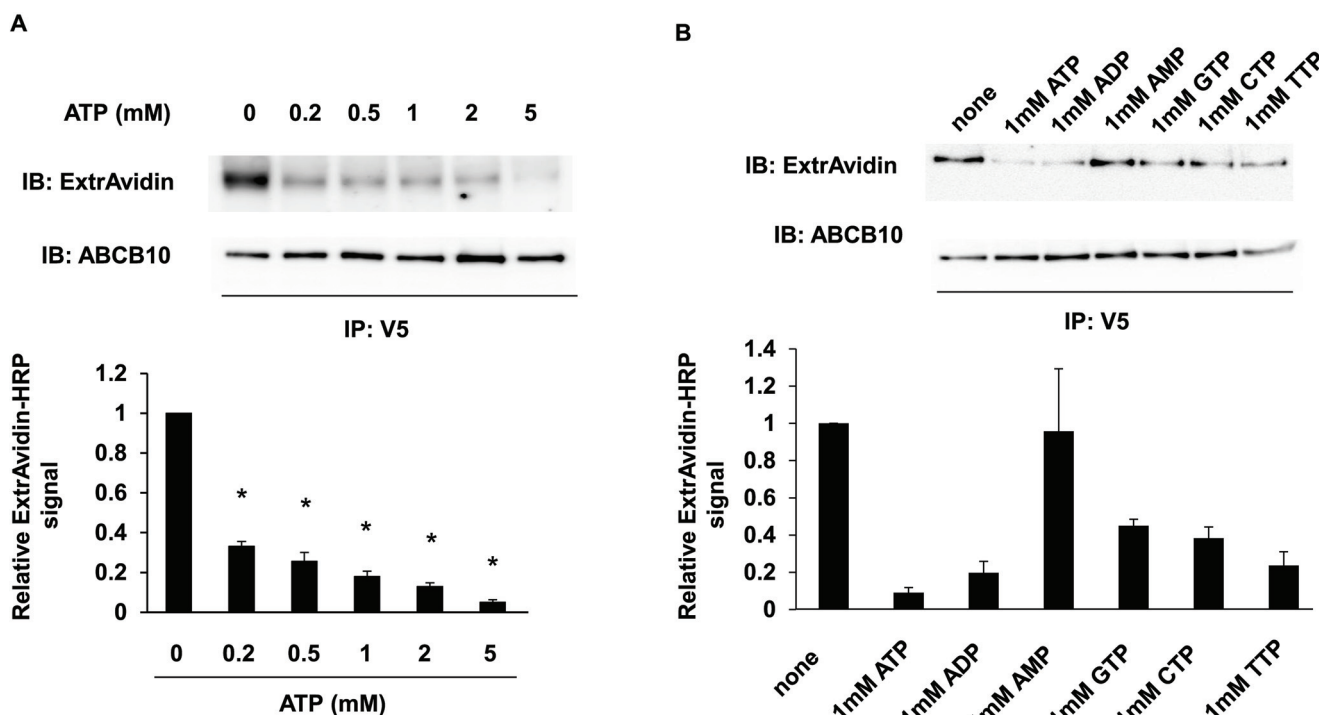 A
ATP (mM) 0 0.2 0.5 1 2 5
IB: ExtrAvidin
IB: ABCB10
IP: V5
Relative ExtrAvidin-HRP
signal
1.2
1
0.8
0.6
0.4
0.2
0
* * * * *
0 0.2 0.5 1 2 5
ATP (mM)
B
none 1mM ATP 1mM ADP 1mM AMP 1mM GTP 1mM CTP 1mM TTP
IB: ExtrAvidin
IB: ABCB10
IP: V5
Relative ExtrAvidin-HRP
signal
1.4
1.2
1
0.8
0.6
0.4
0.2
0
none 1mM ATP 1mM ADP 1mM AMP 1mM GTP 1mM CTP 1mM TTP